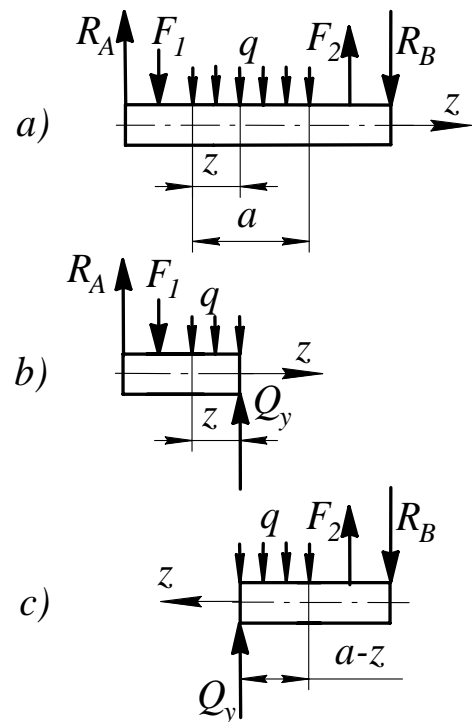 R_A F_1 q F_2 R_B
a) z
z
a
R_A F_1 q
b) z
z Q_y
q F_2 R_B
z
c)
a-z
Q_y